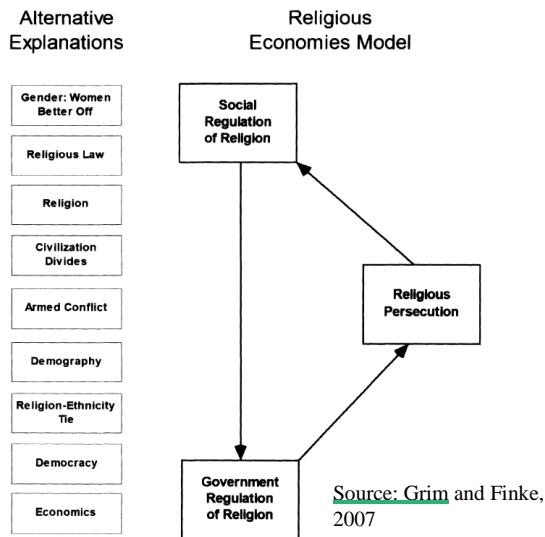 Alternative
Explanations
Religious
Economies Model
Gender: Women
Better Off
Religious Law
Religion
Civilization
Divides
Armed Conflict
Demography
Religion-Ethnicity
Tie
Democracy
Economics
Social
Regulation
of Religion
Religious
Persecution
Government
Regulation
of Religion
Source: Grim and Finke,
2007